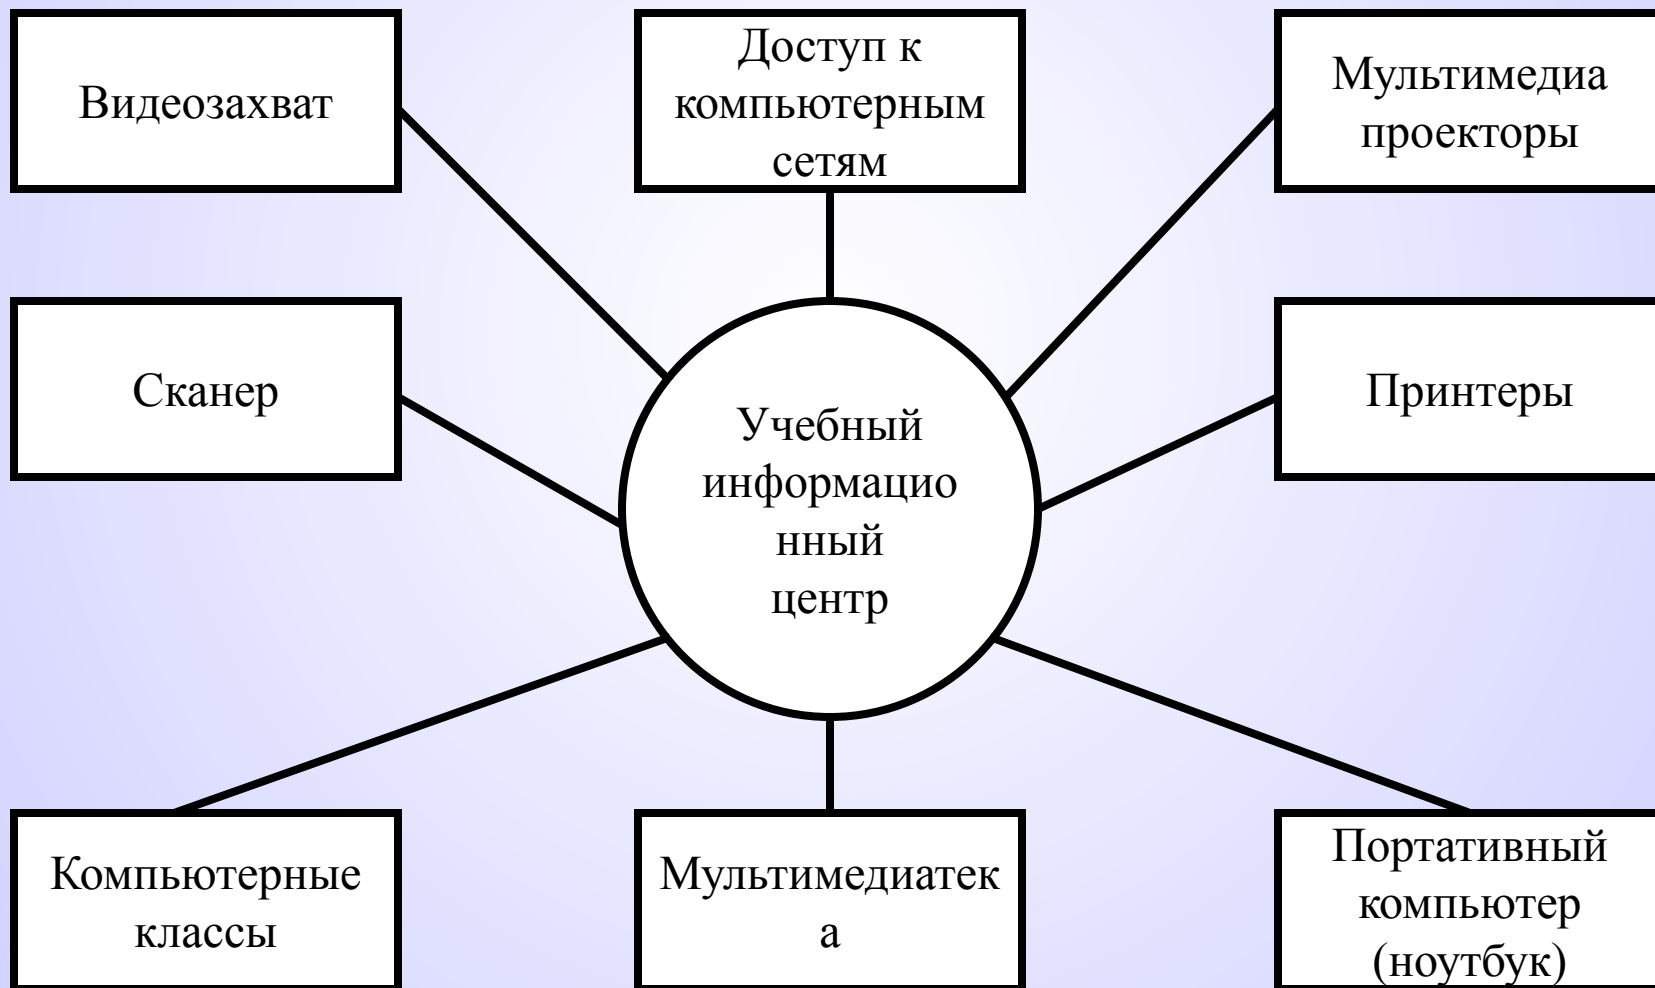 Видеозахват
Доступ к
компьютерным
сетям
Мультимедиа
проекторы
Сканер
Учебный
информацио
нный
центр
Принтеры
Компьютерные
классы
Мультимедиатек
а
Портативный
компьютер
(ноутбук)